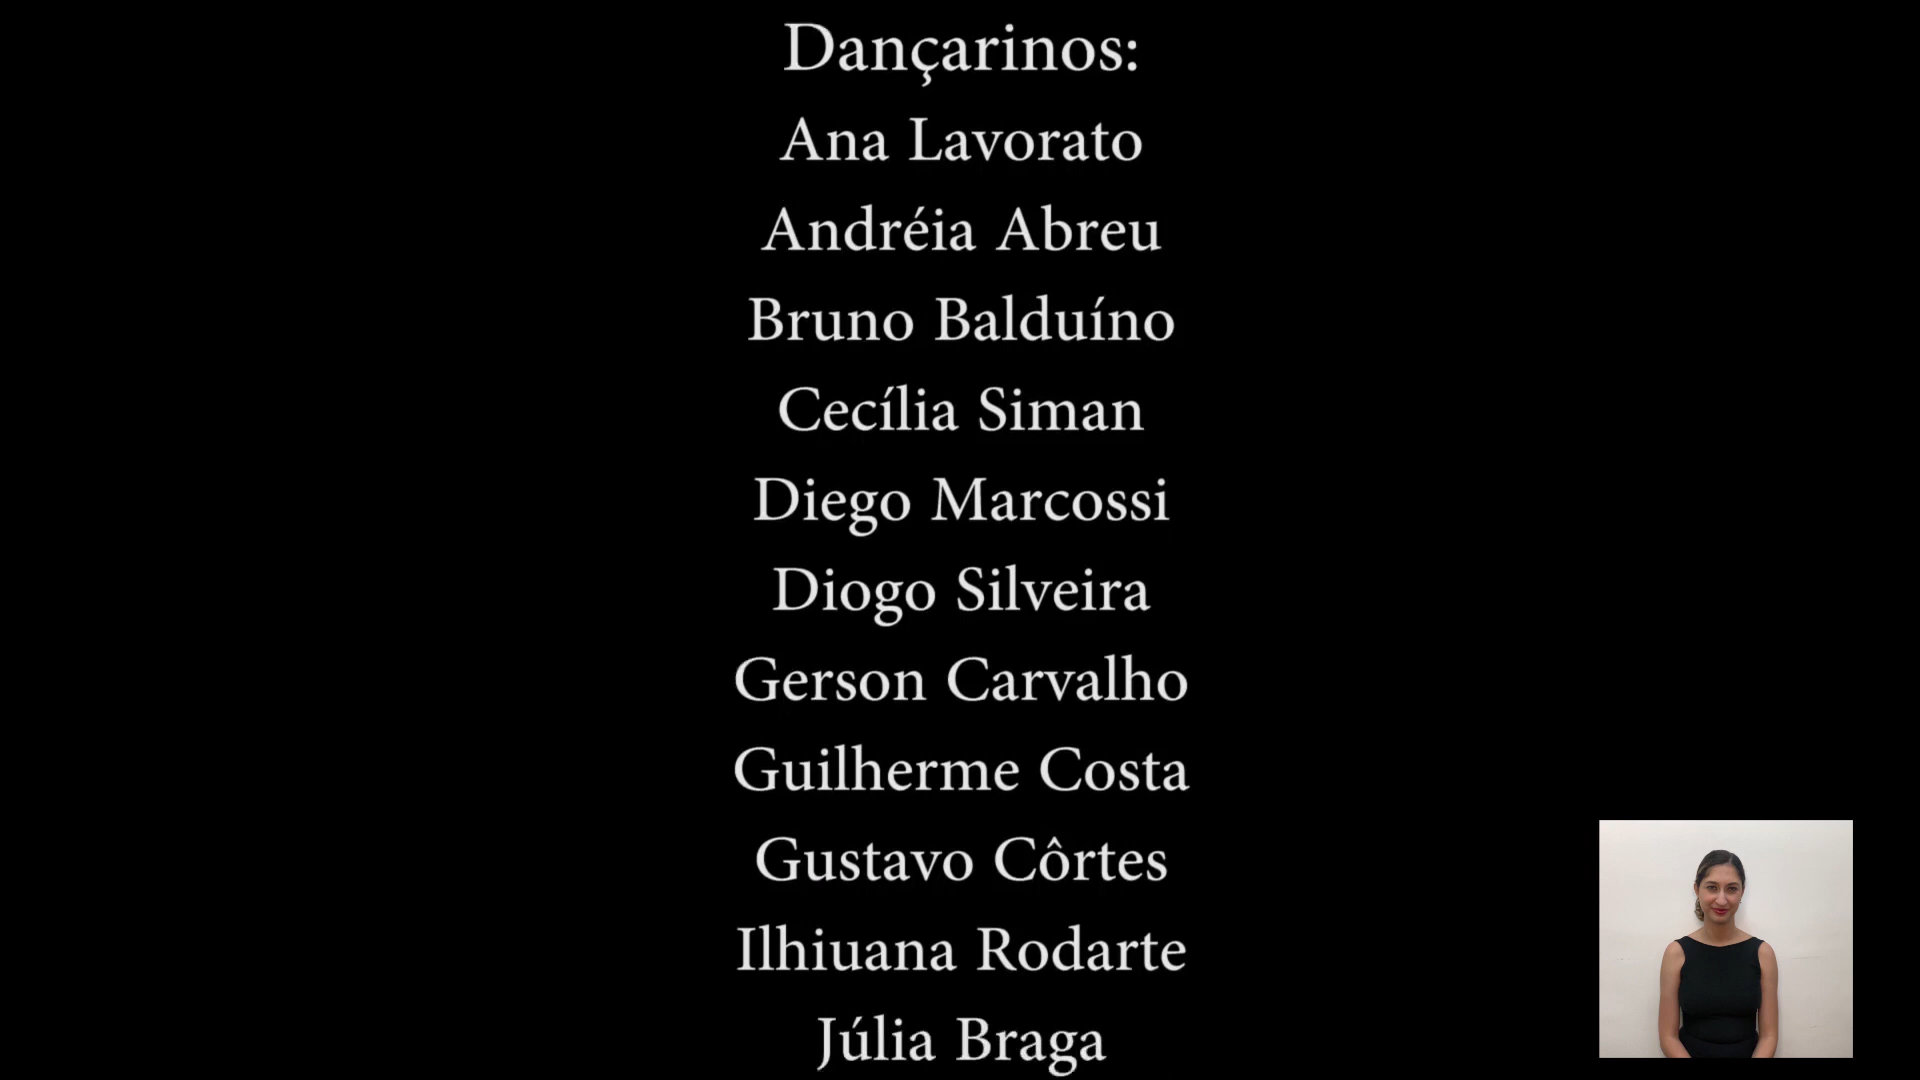 Dançarinos:
Ana Lavorato
Andréia Abreu
Bruno Balduíno
Cecília Siman
Diego Marcossi
Diogo Silveira
Gerson Carvalho
Guilherme Costa
Gustavo Côrtes
Ilhiuana Rodarte
Júlia Braga